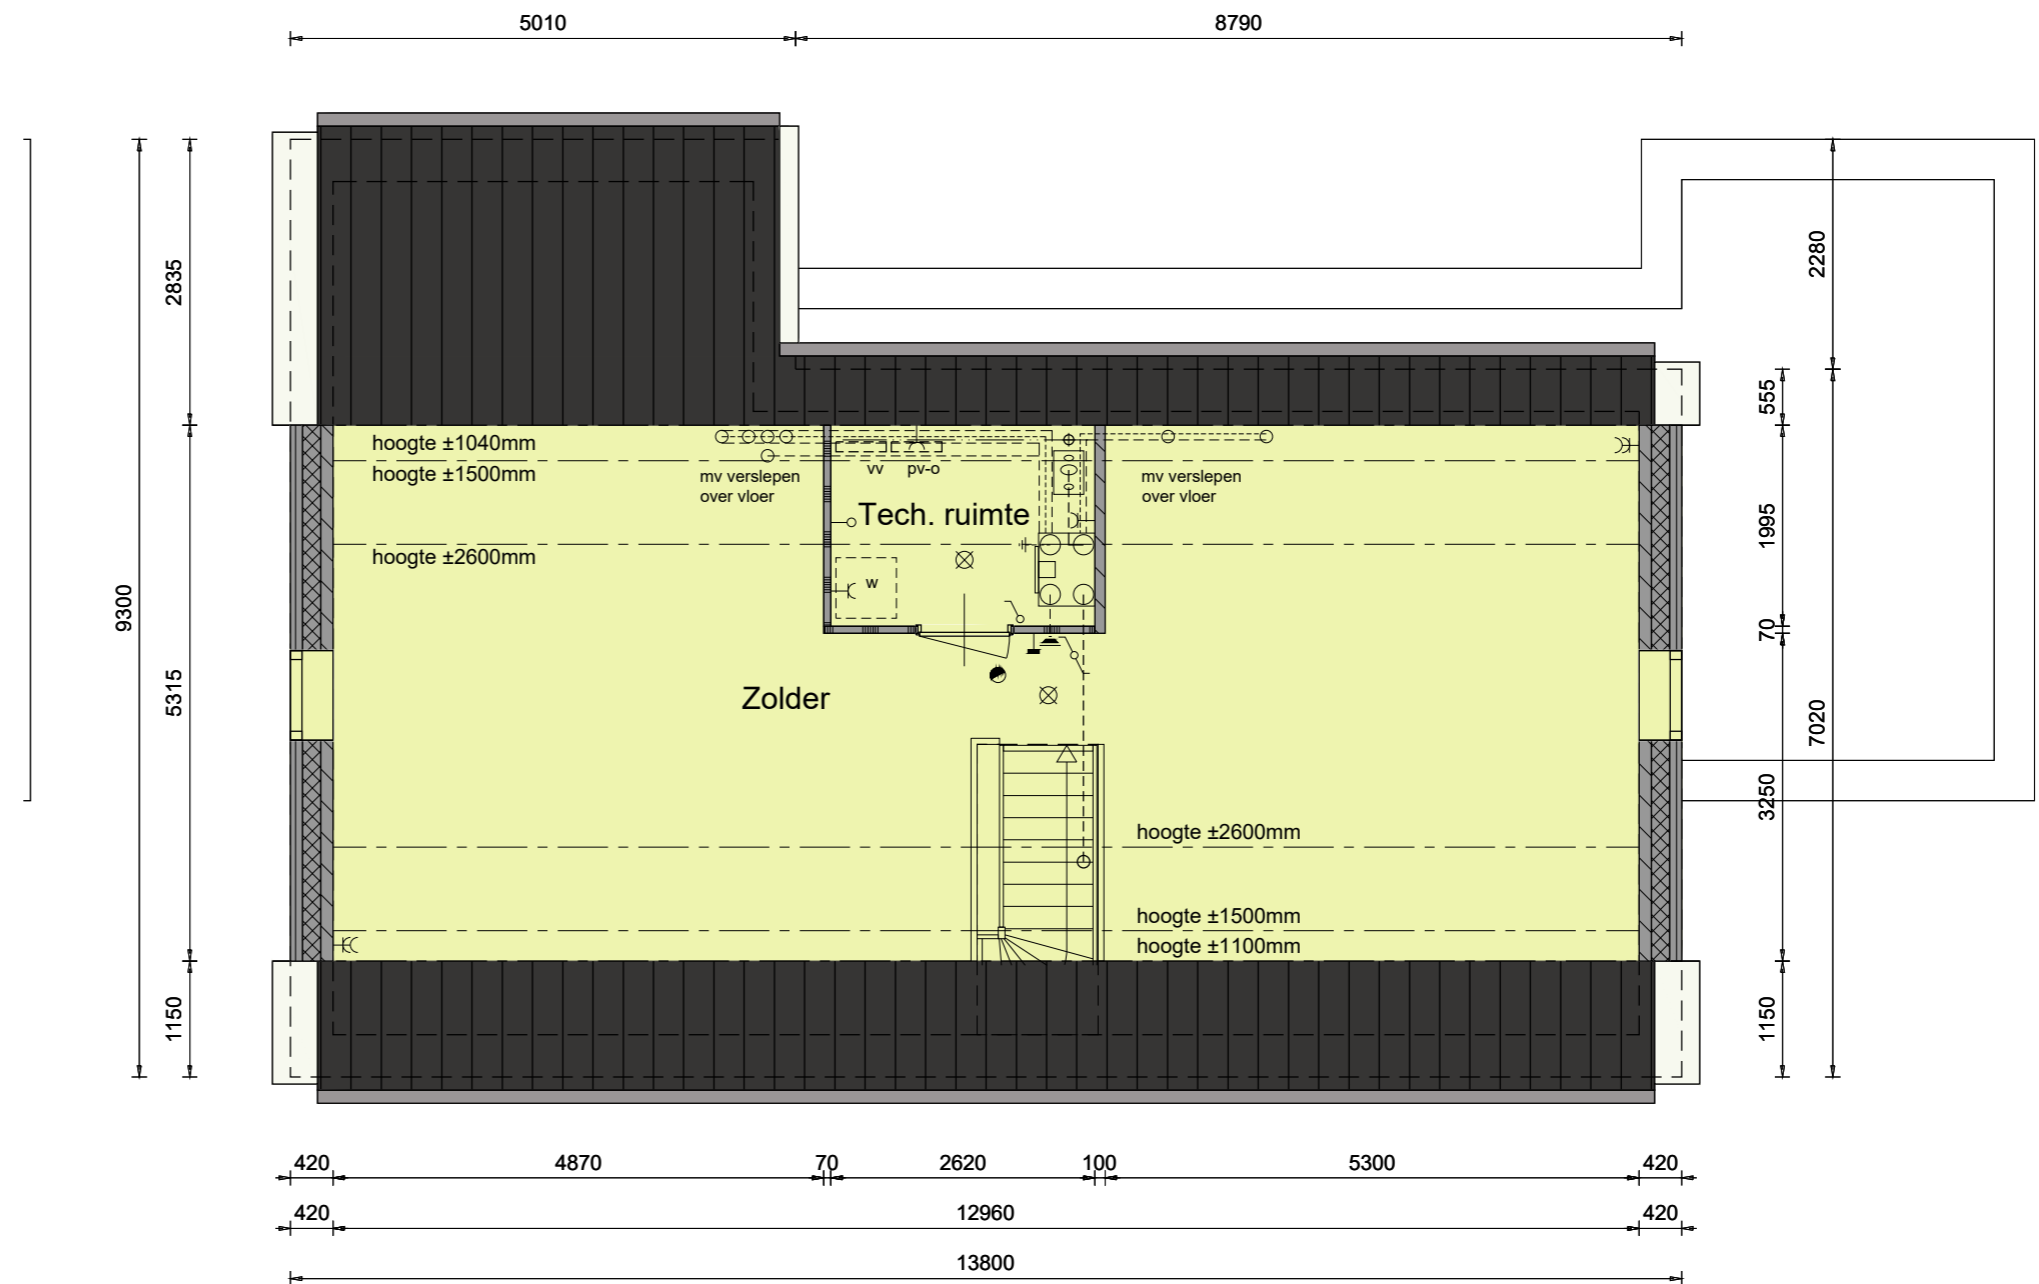 5010
8790
9300
2835
5315
1150
2280
555
1995
70
7020
3250
1150
hoogte ±1040mm
hoogte ±1500mm
hoogte ±2600mm
mv verslepen
over vloer
vv pv-o
Tech. ruimte
w
mv verslepen
over vloer
Zolder
hoogte ±2600mm
hoogte ±1500mm
hoogte ±1100mm
420 4870 70 2620 100 5300 420
420 12960 420
13800